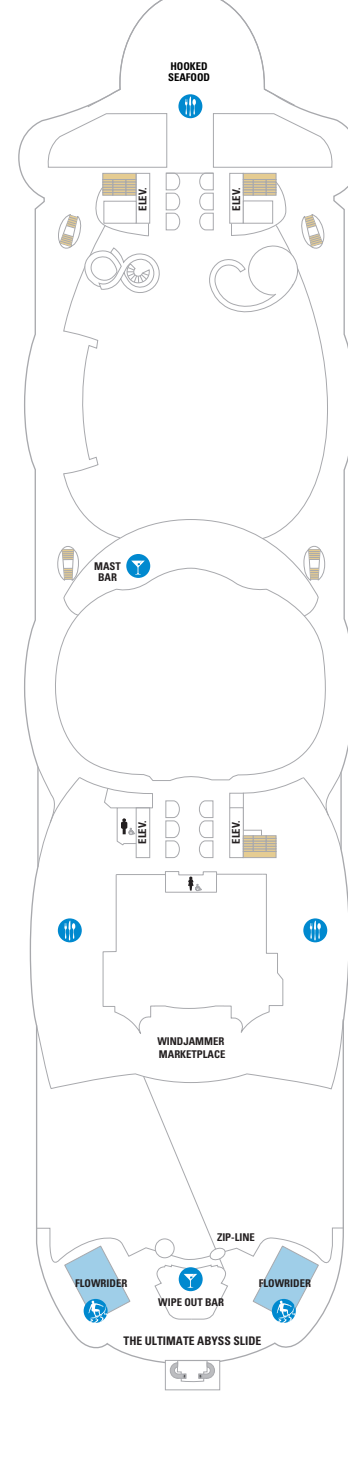 HOOKED
SEAFOOD
ELEV.
ELEV.
MAST
BAR
ELEV.
ELEV.
WINDJAMMER
MARKETPLACE
ZIP-LINE
FLOWRIDER
FLOWRIDER
WIPE OUT BAR
THE ULTIMATE ABYSS SLIDE